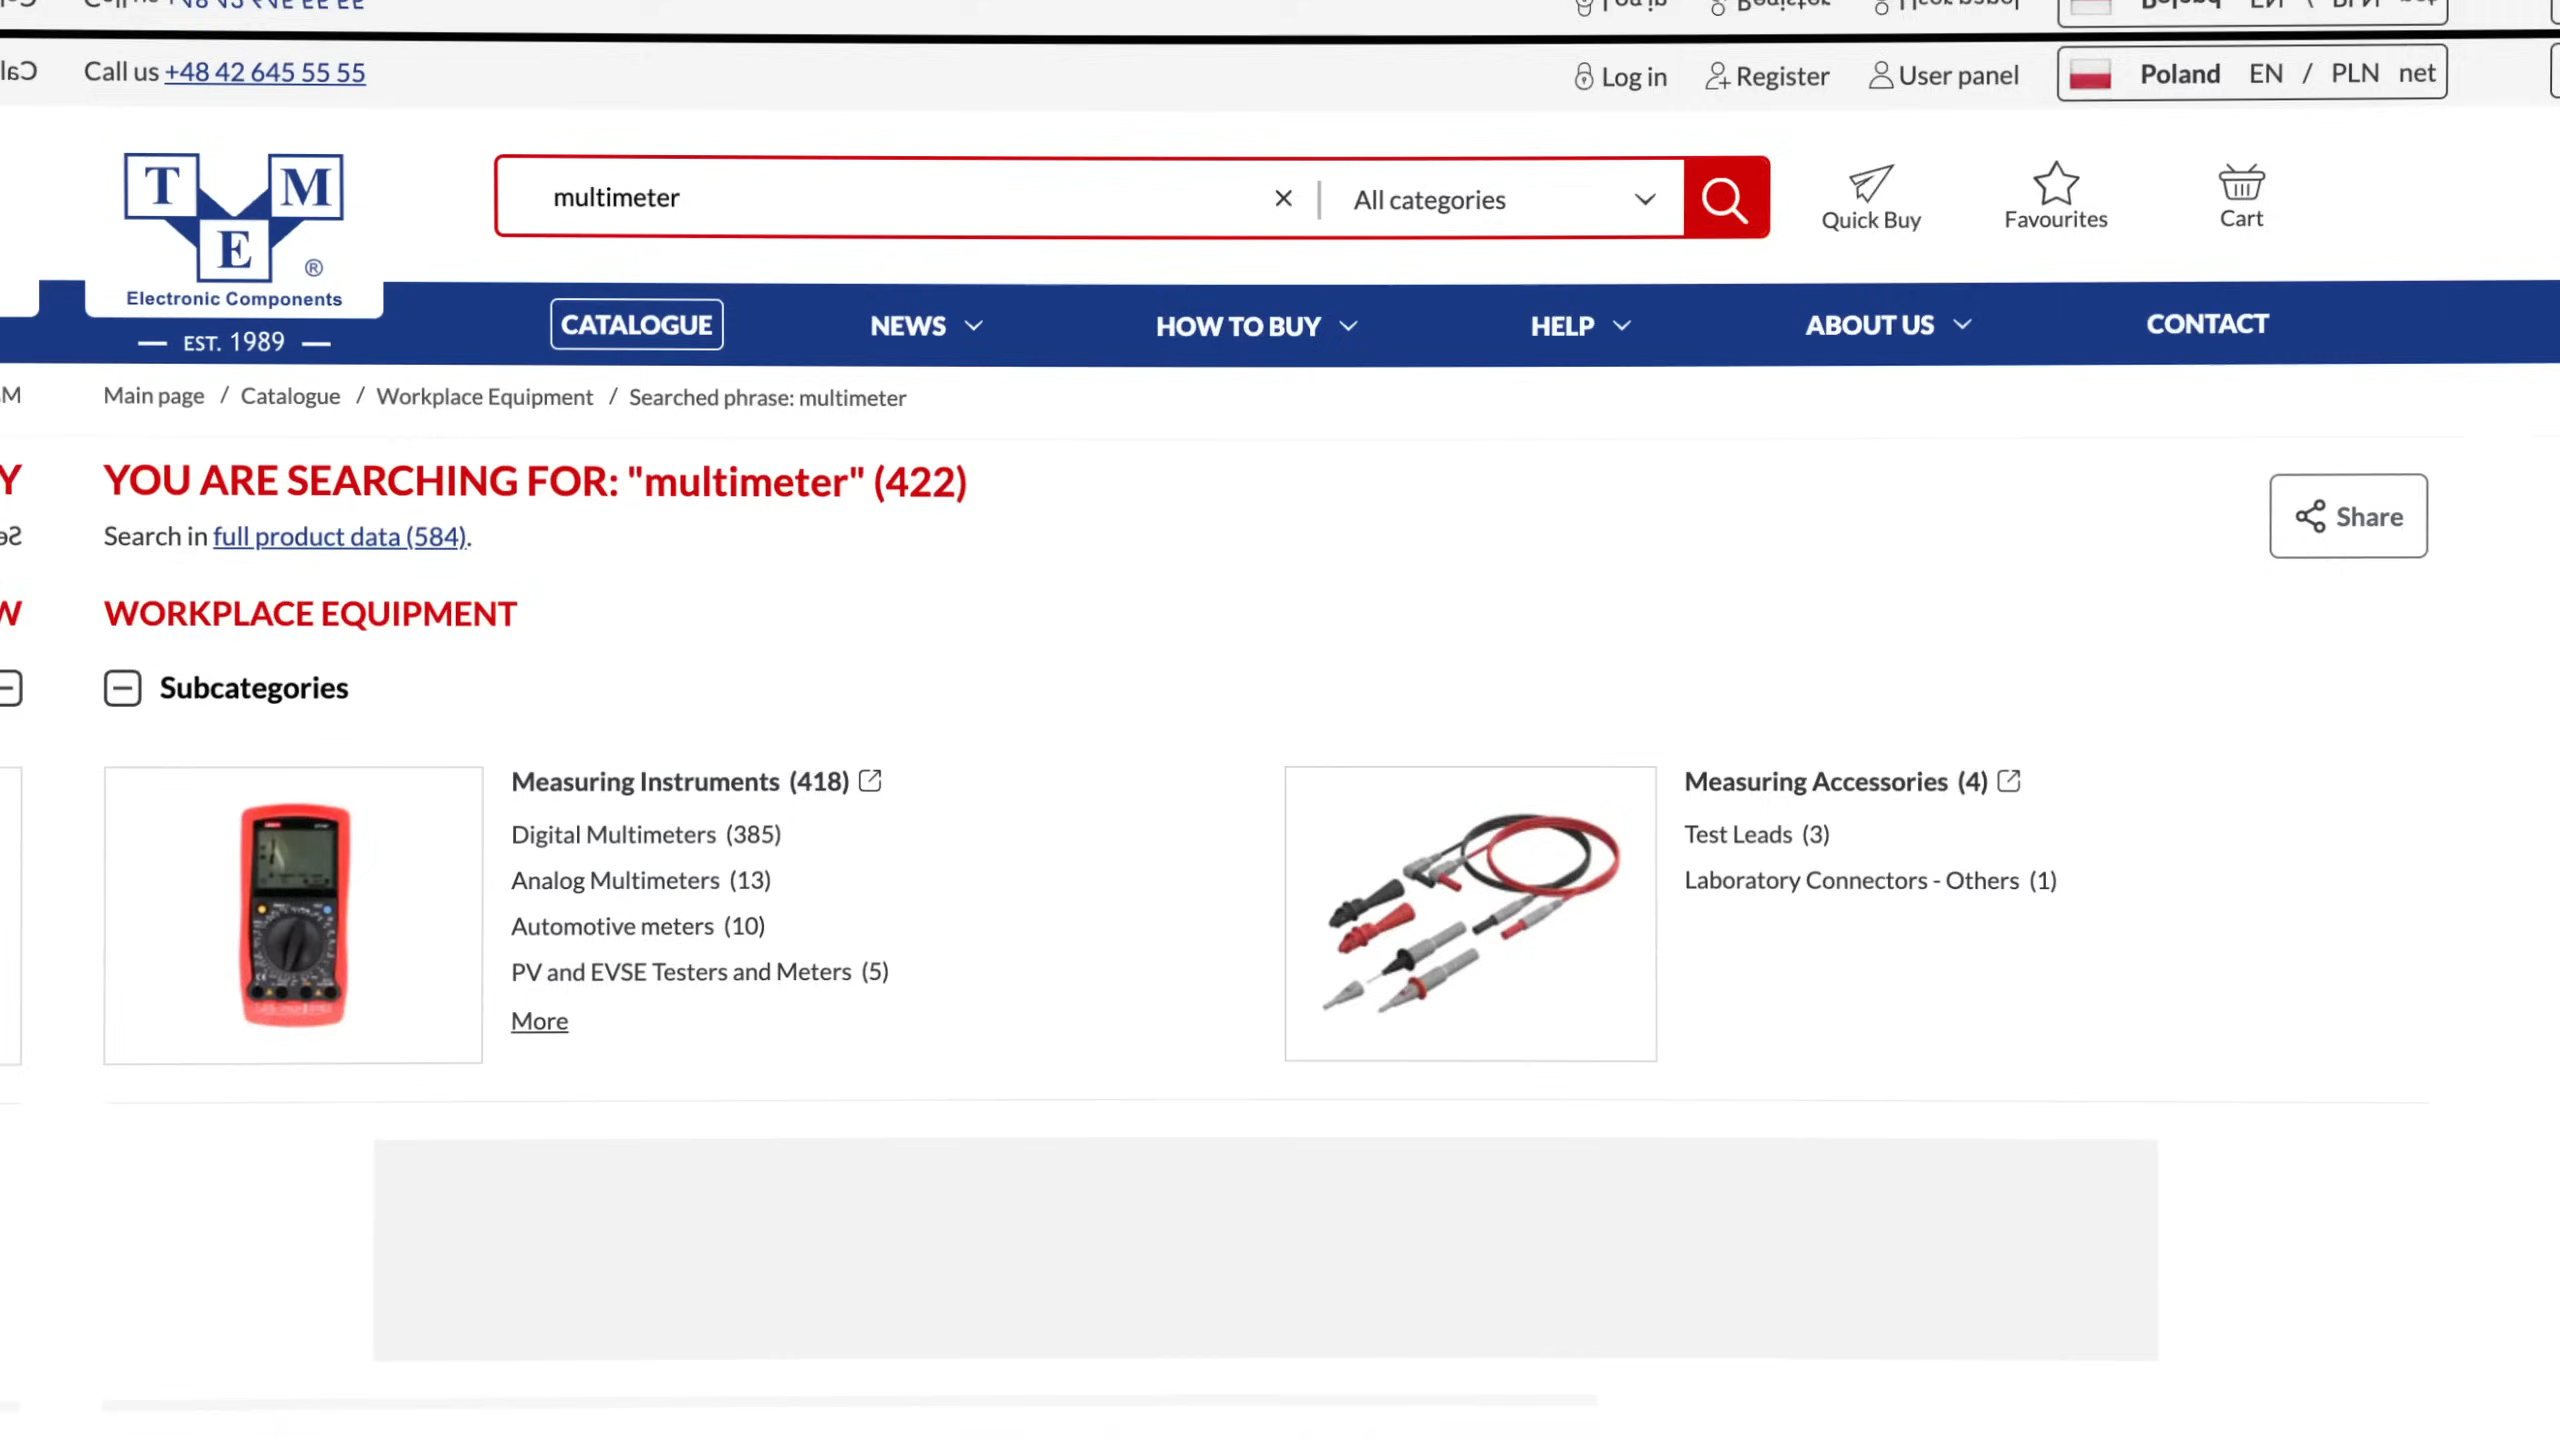 Call us +48 42 645 55 55
Log in
Register
User panel
Poland EN / PLN net
T M E ®
Electronic Components
EST. 1989
multimeter
All categories
Quick Buy
Favourites
Cart
CATALOGUE
NEWS
HOW TO BUY
HELP
ABOUT US
CONTACT
Main page / Catalogue / Workplace Equipment / Searched phrase: multimeter
YOU ARE SEARCHING FOR: "multimeter" (422)
Share
Search in full product data (584).
WORKPLACE EQUIPMENT
Subcategories
Measuring Instruments (418)
Digital Multimeters (385)
Analog Multimeters (13)
Automotive meters (10)
PV and EVSE Testers and Meters (5)
More
Measuring Accessories (4)
Test Leads (3)
Laboratory Connectors - Others (1)